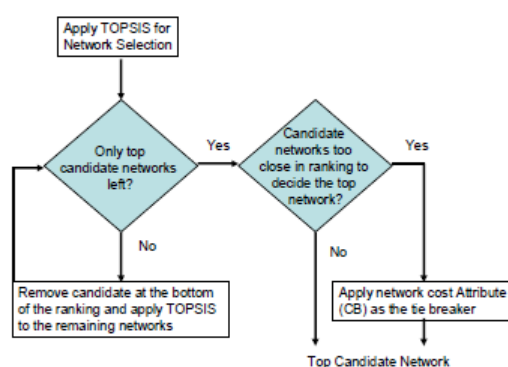 Apply TOPSIS for
Network Selection
Only top
candidate networks
left?
Yes
Candidate
networks too
close in ranking to
decide the top
network?
Yes
No
No
Remove candidate at the bottom
of the ranking and apply TOPSIS
to the remaining networks
Apply network cost Attribute
(CB) as the tie breaker
Top Candidate Network